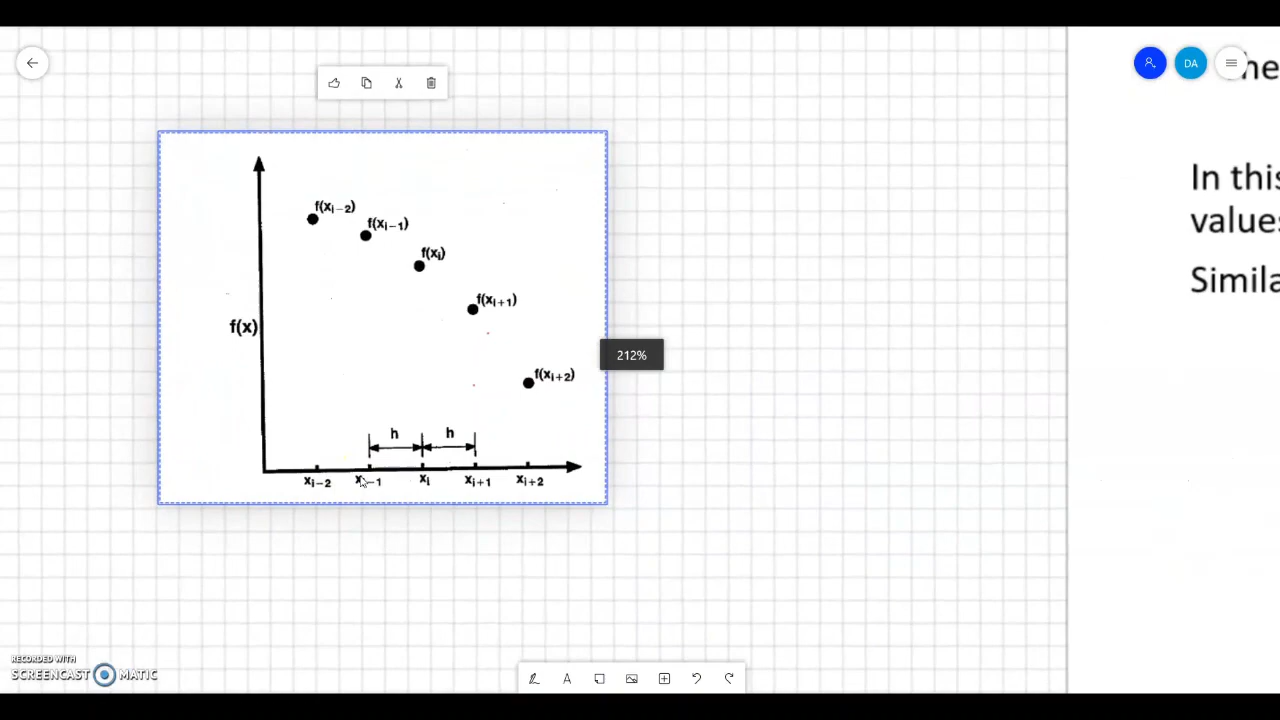 DA
he
In this
values
Simila
f(xi−2)
f(xi−1)
f(xi)
f(xi+1)
f(x)
212%
f(xi+2)
h h
xi−2 xi−1 xi xi+1 xi+2
RECORDED WITH
SCREENCAST MATIC
A